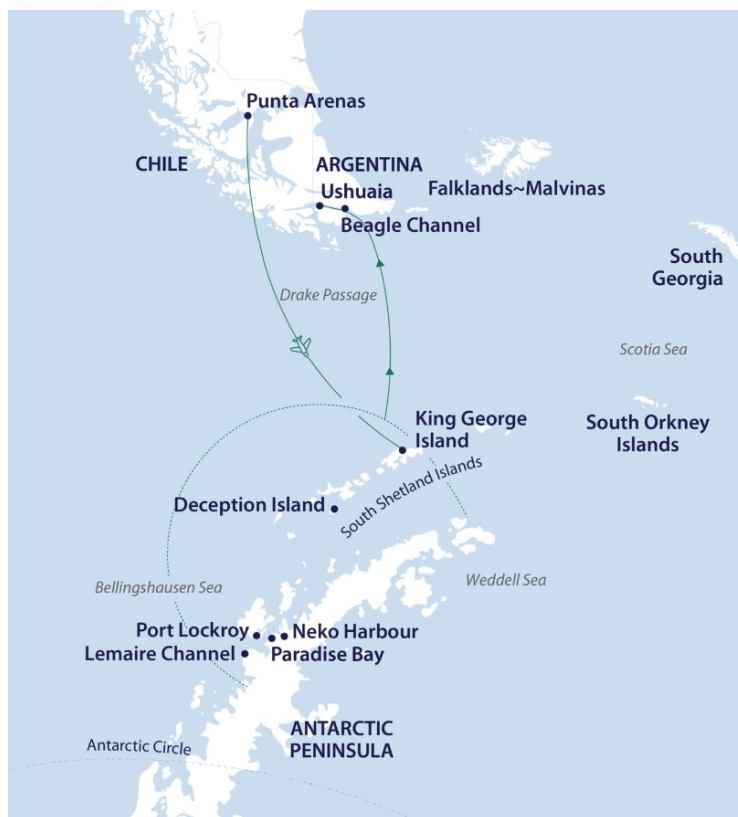 Punta Arenas
CHILE
ARGENTINA
Ushuaia
Falklands~Malvinas
Beagle Channel
South
Georgia
Drake Passage
Scotia Sea
King George
Island
South Orkney
Islands
South Shetland Islands
Deception Island
Bellingshausen Sea
Weddell Sea
Port Lockroy
Neko Harbour
Lemaire Channel
Paradise Bay
ANTARCTIC
PENINSULA
Antarctic Circle